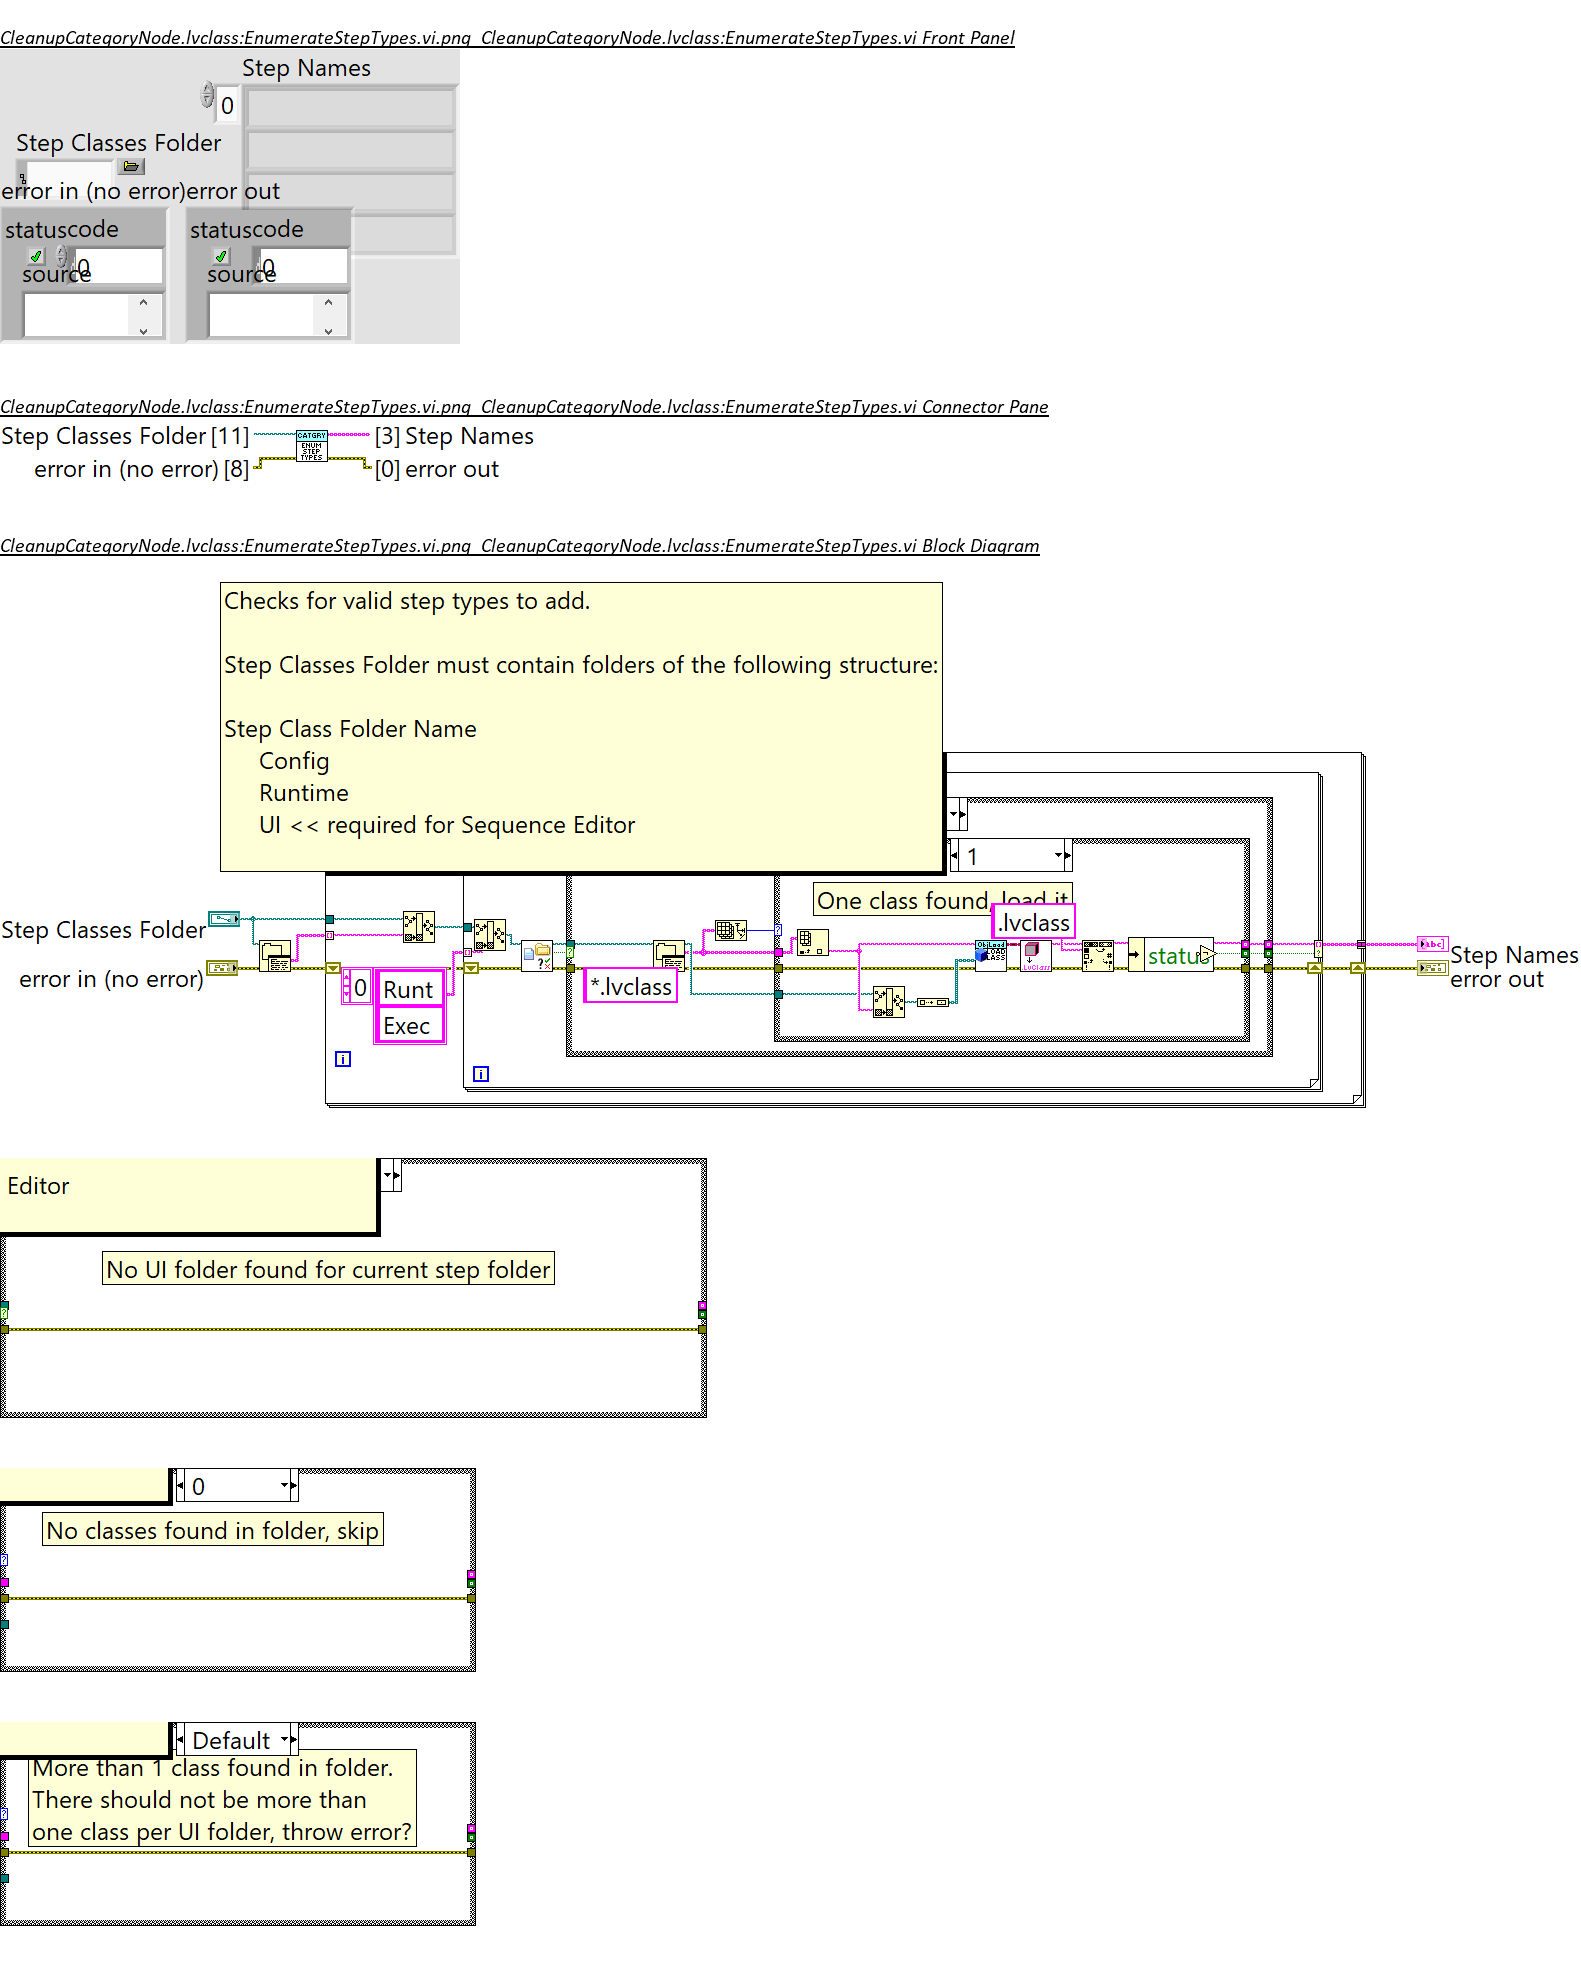 CleanupCategoryNode.lvclass:EnumerateStepTypes.vi.png CleanupCategoryNode.lvclass:EnumerateStepTypes.vi Front Panel
Step Names
0
Step Classes Folder
error in (no error)
error out
status
code
status
code
0
0
source
source
CleanupCategoryNode.lvclass:EnumerateStepTypes.vi.png CleanupCategoryNode.lvclass:EnumerateStepTypes.vi Connector Pane
Step Classes Folder [11]
[3] Step Names
CATGRY
ENUM
STEP
TYPES
error in (no error) [8]
[0] error out
CleanupCategoryNode.lvclass:EnumerateStepTypes.vi.png CleanupCategoryNode.lvclass:EnumerateStepTypes.vi Block Diagram
Checks for valid step types to add.
Step Classes Folder must contain folders of the following structure:
Step Class Folder Name
Config
Runtime
UI << required for Sequence Editor
1
One class found, load it
.lvclass
Step Classes Folder
error in (no error)
0
Runt
Exec
*.lvclass
status
Step Names
error out
i
i
Editor
No UI folder found for current step folder
0
No classes found in folder, skip
Default
More than 1 class found in folder.
There should not be more than
one class per UI folder, throw error?